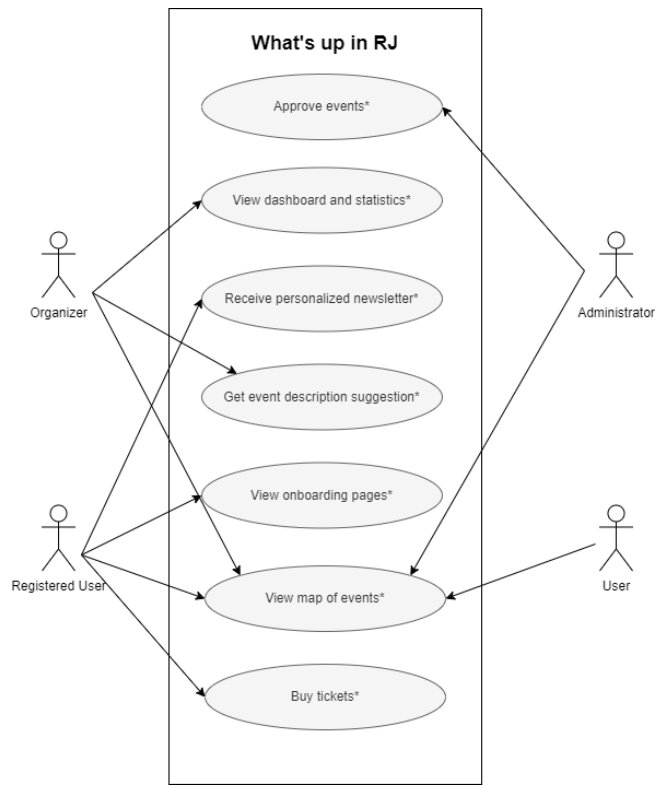 What's up in RJ
Approve events*
View dashboard and statistics*
Organizer
Administrator
Receive personalized newsletter*
Get event description suggestion*
View onboarding pages*
Registered User
User
View map of events*
Buy tickets*